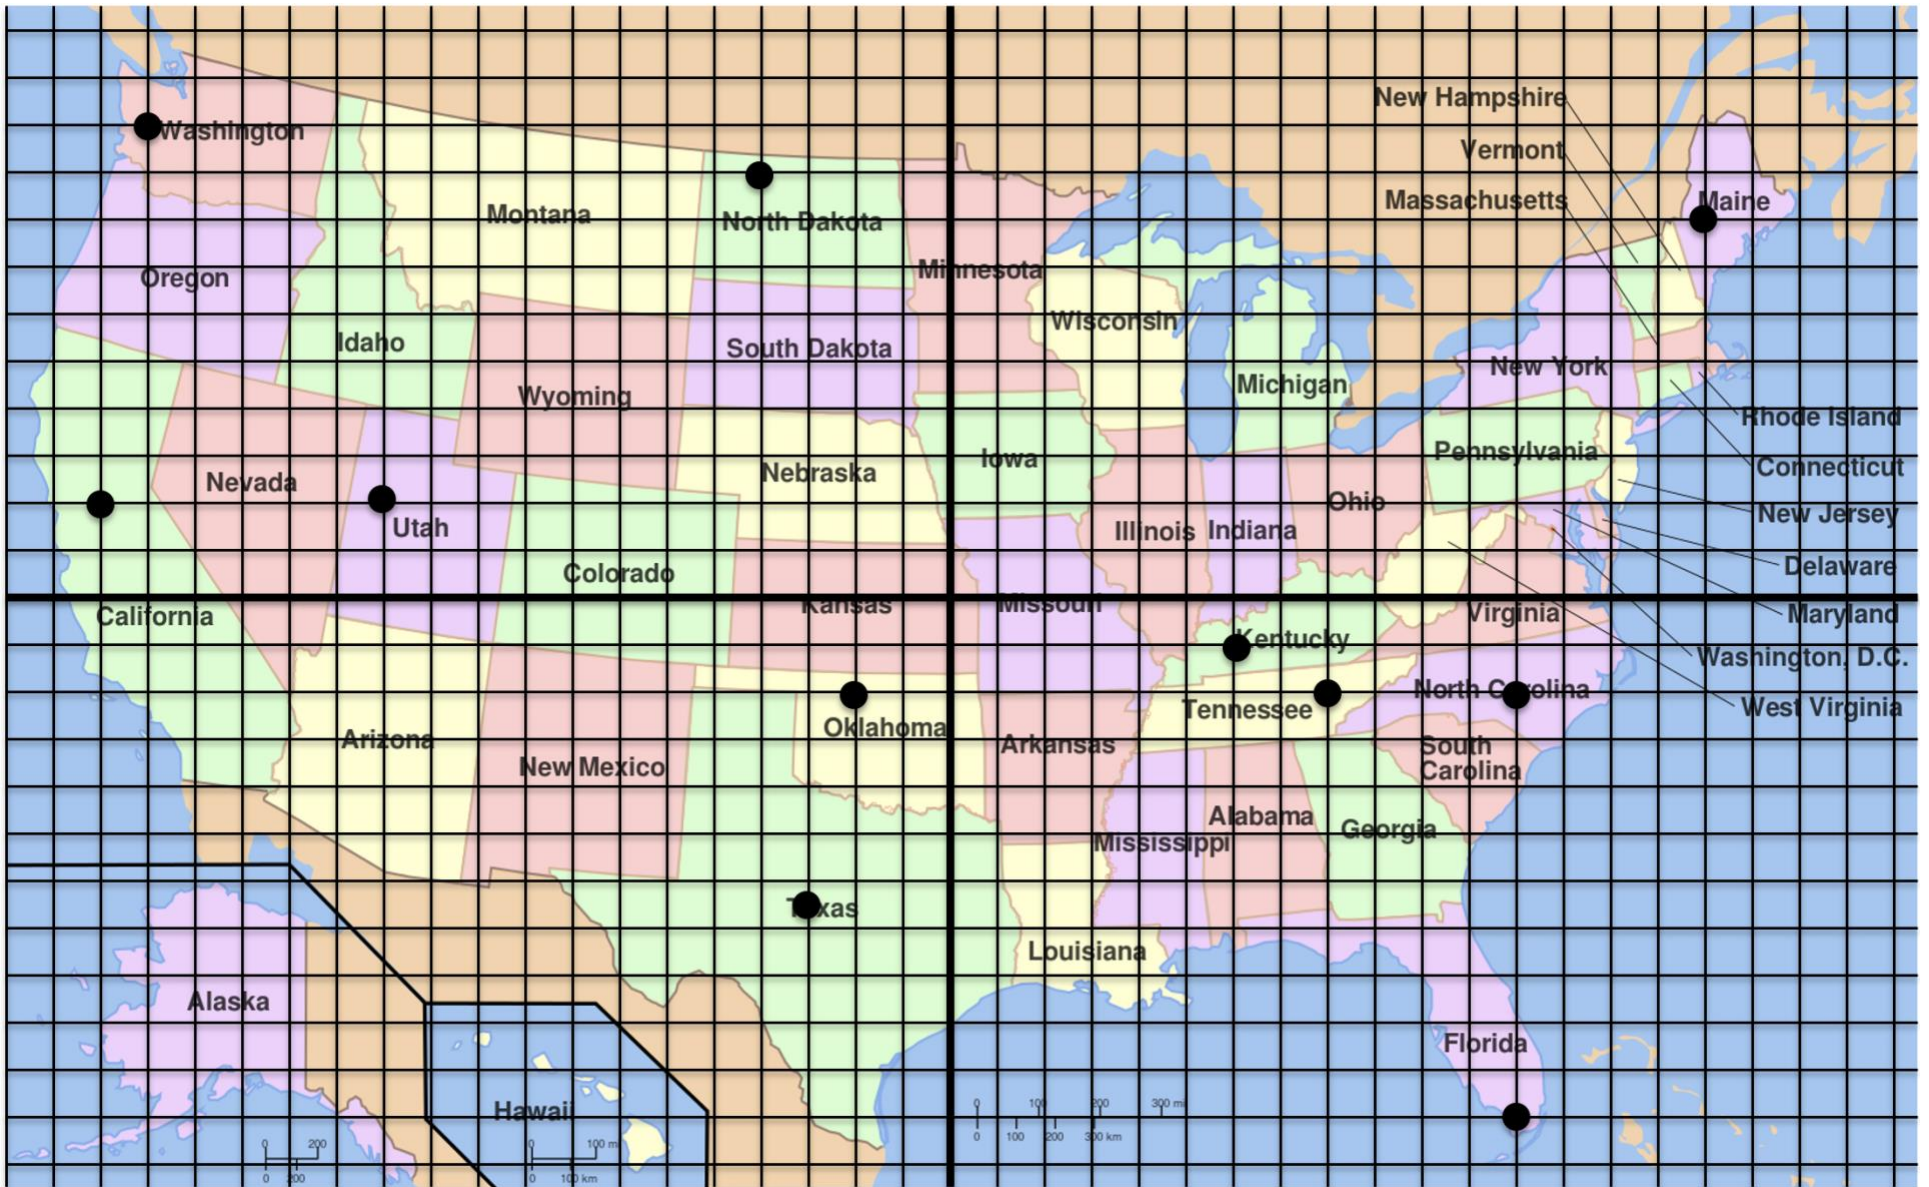 New Hampshire
Washington
Vermont
Massachusetts
Maine
Montana
North Dakota
Minnesota
Oregon
Wisconsin
Idaho
South Dakota
New York
Michigan
Wyoming
Rhode Island
Pennsylvania
Iowa
Connecticut
Nebraska
Nevada
Ohio
New Jersey
Utah
Illinois
Indiana
Delaware
Colorado
Kansas
Missouri
California
Virginia
Maryland
Kentucky
Washington, D.C.
North Carolina
West Virginia
Tennessee
Oklahoma
Arizona
Arkansas
South
Carolina
New Mexico
Alabama
Georgia
Mississippi
Texas
Louisiana
Alaska
Florida
0 100 200 300 mi
0 100 200 300 km
Hawaii
0 200
0 200
0 100 m
0 100 km